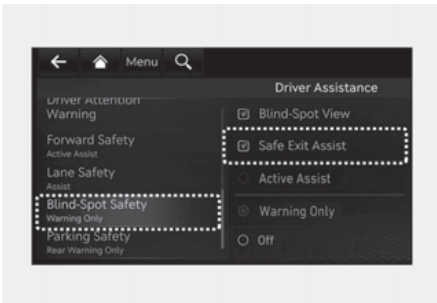 Menu
Driver Assistance
Driver Attention
Warning
Forward Safety
Active Assist
Lane Safety
Assist
Blind-Spot Safety
Warning Only
Parking Safety
Rear Warning Only
Blind-Spot View
Safe Exit Assist
Active Assist
Warning Only
Off